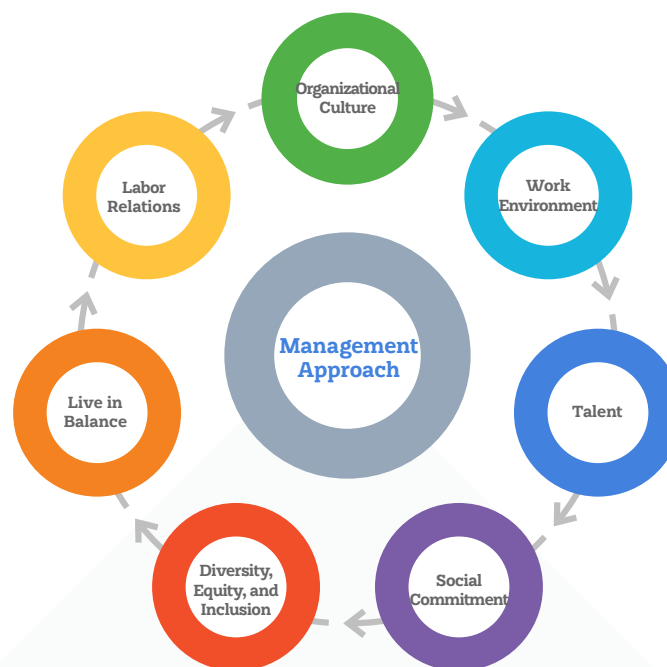 Organizational
Culture
Work
Environment
Talent
Social
Commitment
Diversity,
Equity, and
Inclusion
Live in
Balance
Labor
Relations
Management
Approach